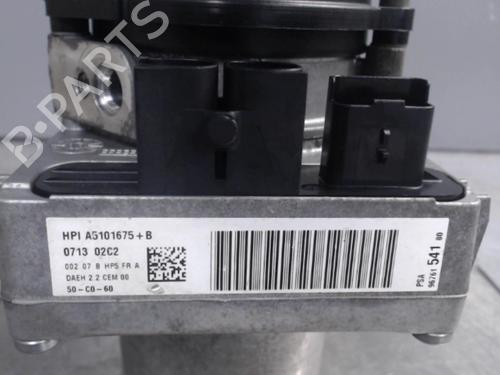 B-PARTS
HPI A5101675+B
0713 02C2
002 07 B HPS FR A
DAEH 2.2 CEM 00
50-C0-60
PSA
96761 541 80